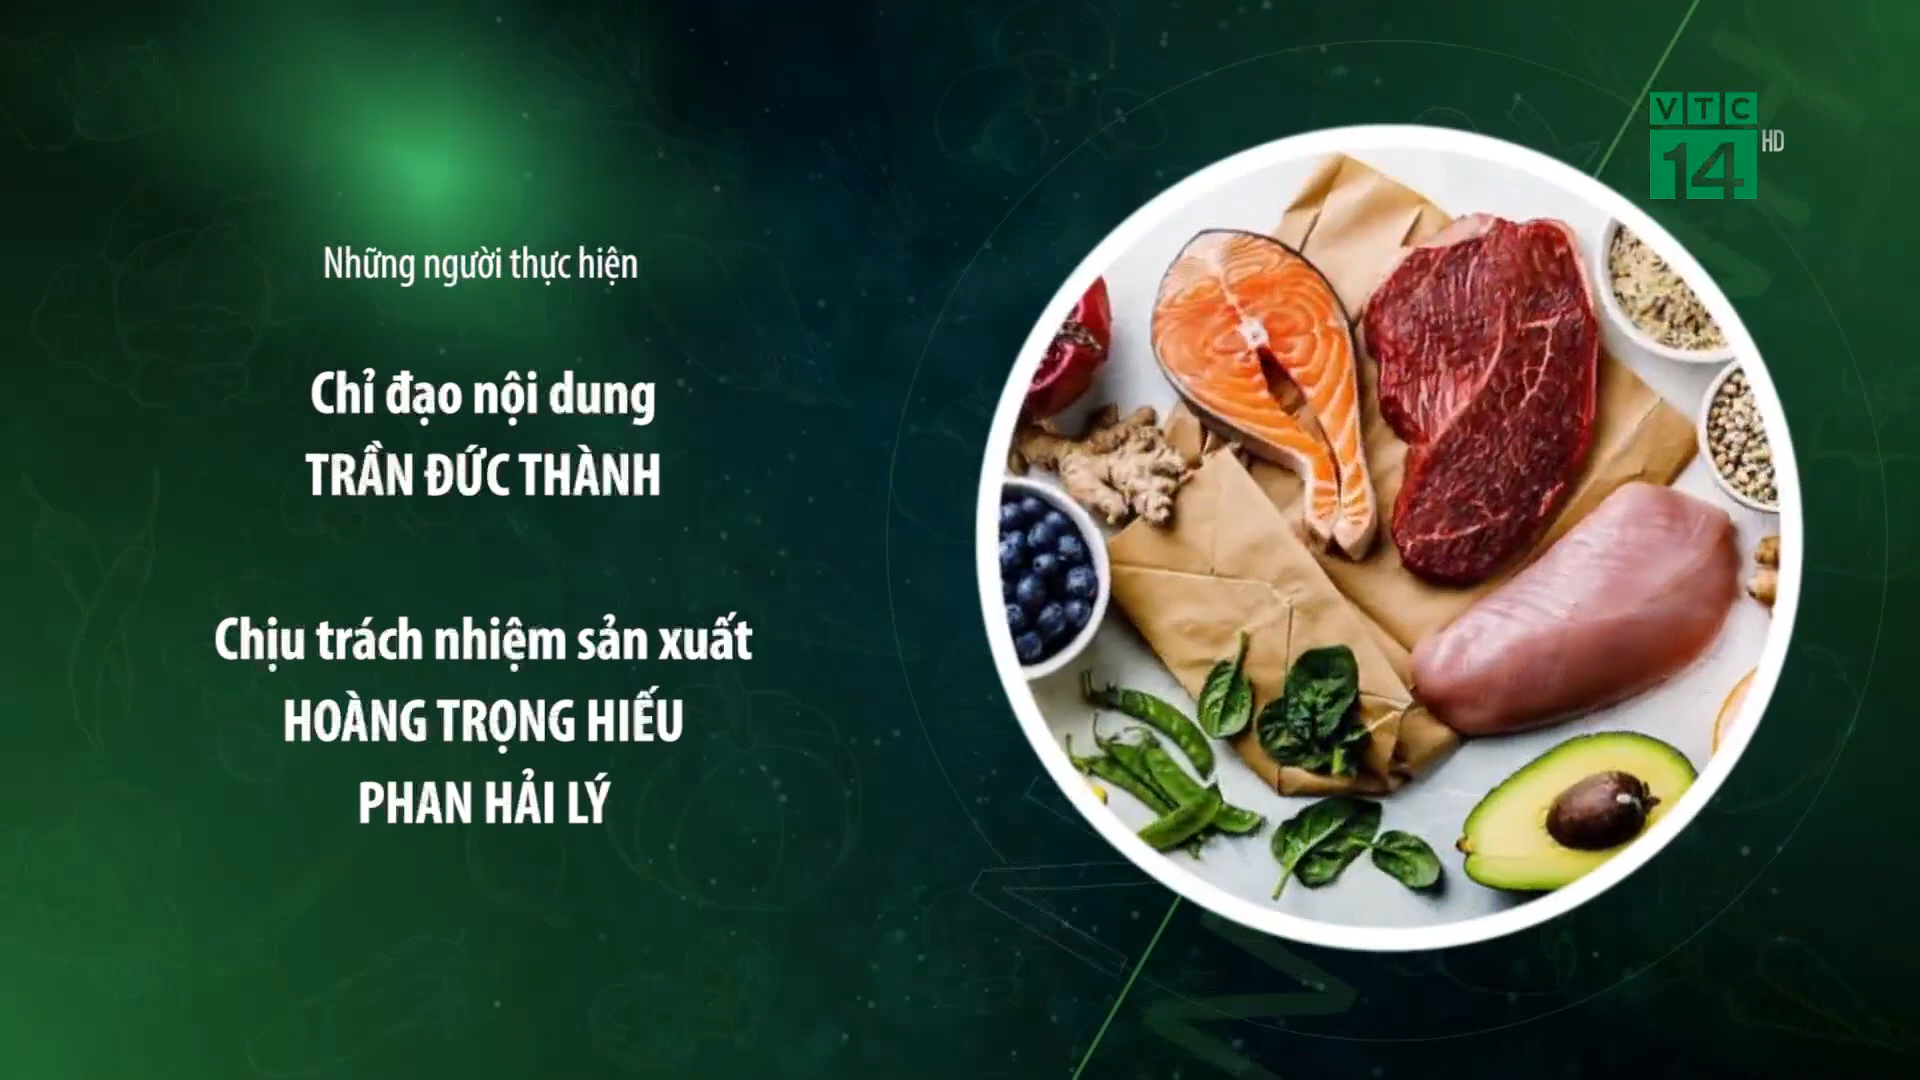 Những người thực hiện
Chỉ đạo nội dung
TRẦN ĐỨC THÀNH
Chịu trách nhiệm sản xuất
HOÀNG TRỌNG HIẾU
PHAN HẢI LÝ
VTC
14 HD